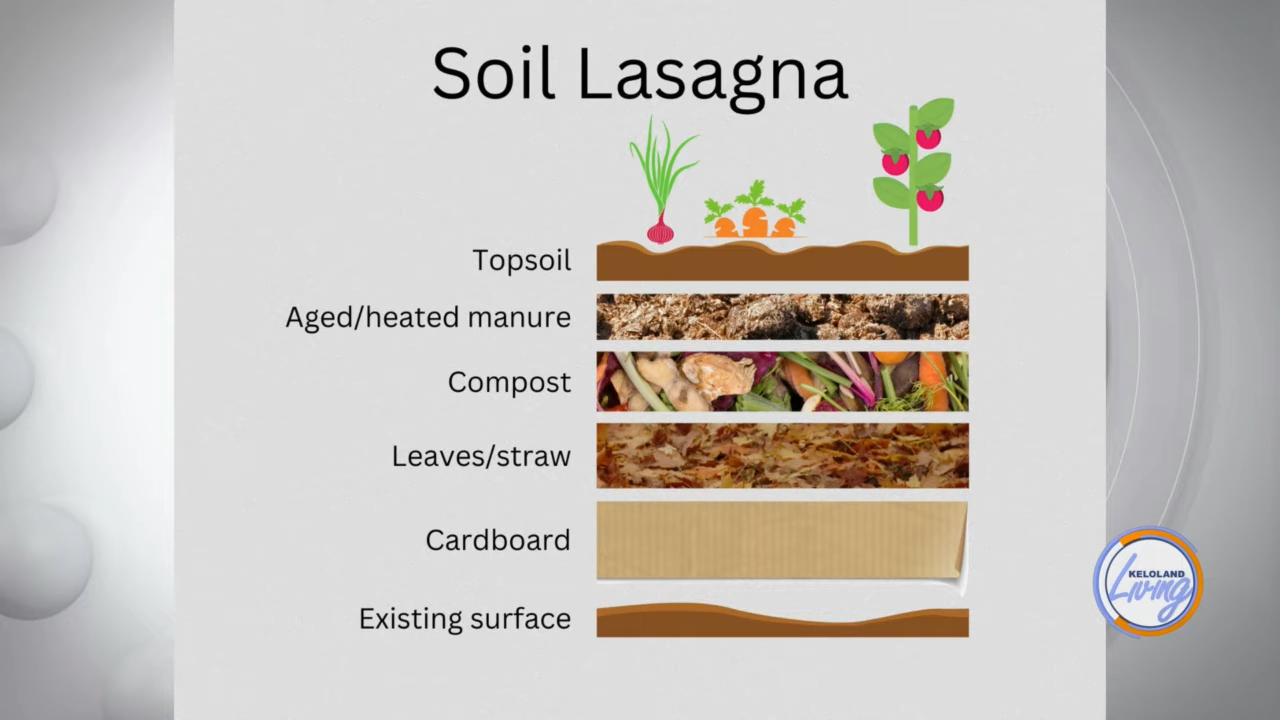 Soil Lasagna
Topsoil
Aged/heated manure
Compost
Leaves/straw
Cardboard
Existing surface
KELOLAND
Living